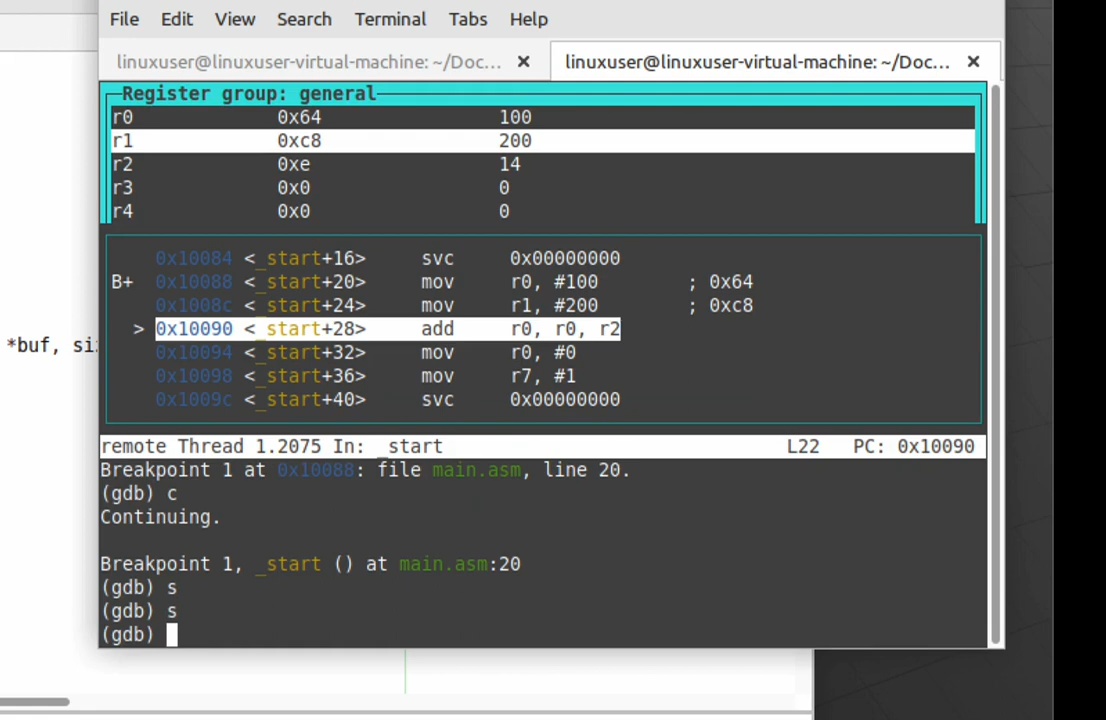 File Edit View Search Terminal Tabs Help
linuxuser@linuxuser-virtual-machine: ~/Doc... × linuxuser@linuxuser-virtual-machine: ~/Doc... ×
Register group: general
r0 0x64 100
r1 0xc8 200
r2 0xe 14
r3 0x0 0
r4 0x0 0
0x10084 <_start+16> svc 0x00000000
B+ 0x10088 <_start+20> mov r0, #100 ; 0x64
0x1008c <_start+24> mov r1, #200 ; 0xc8
> 0x10090 <_start+28> add r0, r0, r2
*buf, si
0x10094 <_start+32> mov r0, #0
0x10098 <_start+36> mov r7, #1
0x1009c <_start+40> svc 0x00000000
remote Thread 1.2075 In: _start L22 PC: 0x10090
Breakpoint 1 at 0x10088: file main.asm, line 20.
(gdb) c
Continuing.
Breakpoint 1, _start () at main.asm:20
(gdb) s
(gdb) s
(gdb)